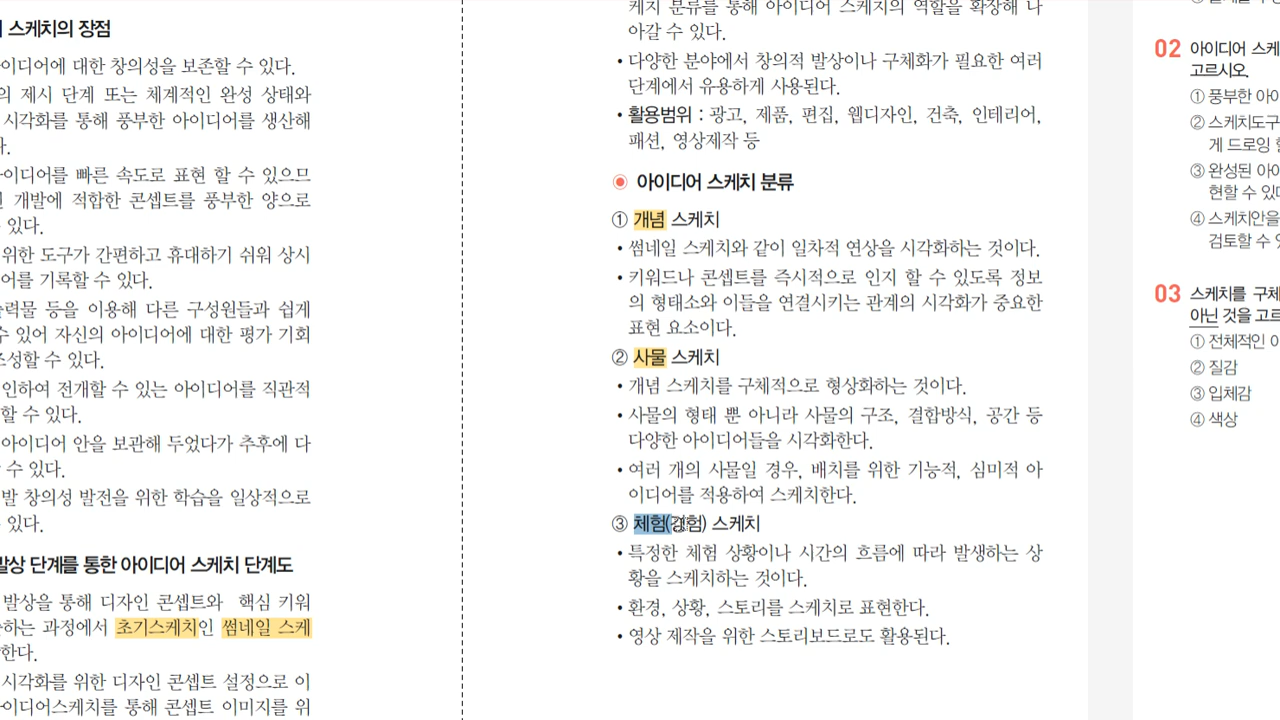 스케치의 장점
이디어에 대한 창의성을 보존할 수 있다.
의 제시 단계 또는 체계적인 완성 상태와
시각화를 통해 풍부한 아이디어를 생산해
다.
이디어를 빠른 속도로 표현 할 수 있으므
개발에 적합한 콘셉트를 풍부한 양으로
있다.
위한 도구가 간편하고 휴대하기 쉬워 상시
어를 기록할 수 있다.
력물 등을 이용해 다른 구성원들과 쉽게
수 있어 자신의 아이디어에 대한 평가 기회
조성할 수 있다.
인하여 전개할 수 있는 아이디어를 직관적
할 수 있다.
아이디어 안을 보관해 두었다가 추후에 다
수 있다.
발 창의성 발전을 위한 학습을 일상적으로
있다.
발상 단계를 통한 아이디어 스케치 단계도
발상을 통해 디자인 콘셉트와 핵심 키워
하는 과정에서 초기스케치인 썸네일 스케
한다.
시각화를 위한 디자인 콘셉트 설정으로 이
이디어스케치를 통해 콘셉트 이미지를 위
케치 분류를 통해 아이디어 스케치의 역할을 확장해 나
아갈 수 있다.
• 다양한 분야에서 창의적 발상이나 구체화가 필요한 여러
단계에서 유용하게 사용된다.
• 활용범위 : 광고, 제품, 편집, 웹디자인, 건축, 인테리어,
패션, 영상제작 등
아이디어 스케치 분류
① 개념 스케치
• 썸네일 스케치와 같이 일차적 연상을 시각화하는 것이다.
• 키워드나 콘셉트를 즉시적으로 인지 할 수 있도록 정보
의 형태소와 이들을 연결시키는 관계의 시각화가 중요한
표현 요소이다.
② 사물 스케치
• 개념 스케치를 구체적으로 형상화하는 것이다.
• 사물의 형태 뿐 아니라 사물의 구조, 결합방식, 공간 등
다양한 아이디어들을 시각화한다.
• 여러 개의 사물일 경우, 배치를 위한 기능적, 심미적 아
이디어를 적용하여 스케치한다.
③ 체험(경험) 스케치
• 특정한 체험 상황이나 시간의 흐름에 따라 발생하는 상
황을 스케치하는 것이다.
• 환경, 상황, 스토리를 스케치로 표현한다.
• 영상 제작을 위한 스토리보드로도 활용된다.
02 아이디어 스케
고르시오.
① 풍부한 아이
② 스케치도구
게 드로잉 할
③ 완성된 아이
현할 수 있다
④ 스케치안을
검토할 수 있
03 스케치를 구체
아닌 것을 고르
① 전체적인 이
② 질감
③ 입체감
④ 색상